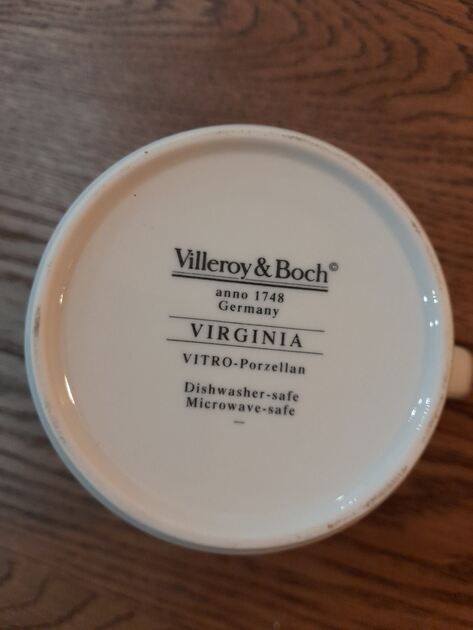 Villeroy & Boch©
anno 1748
Germany
VIRGINIA
VITRO-Porzellan
Dishwasher-safe
Microwave-safe
—